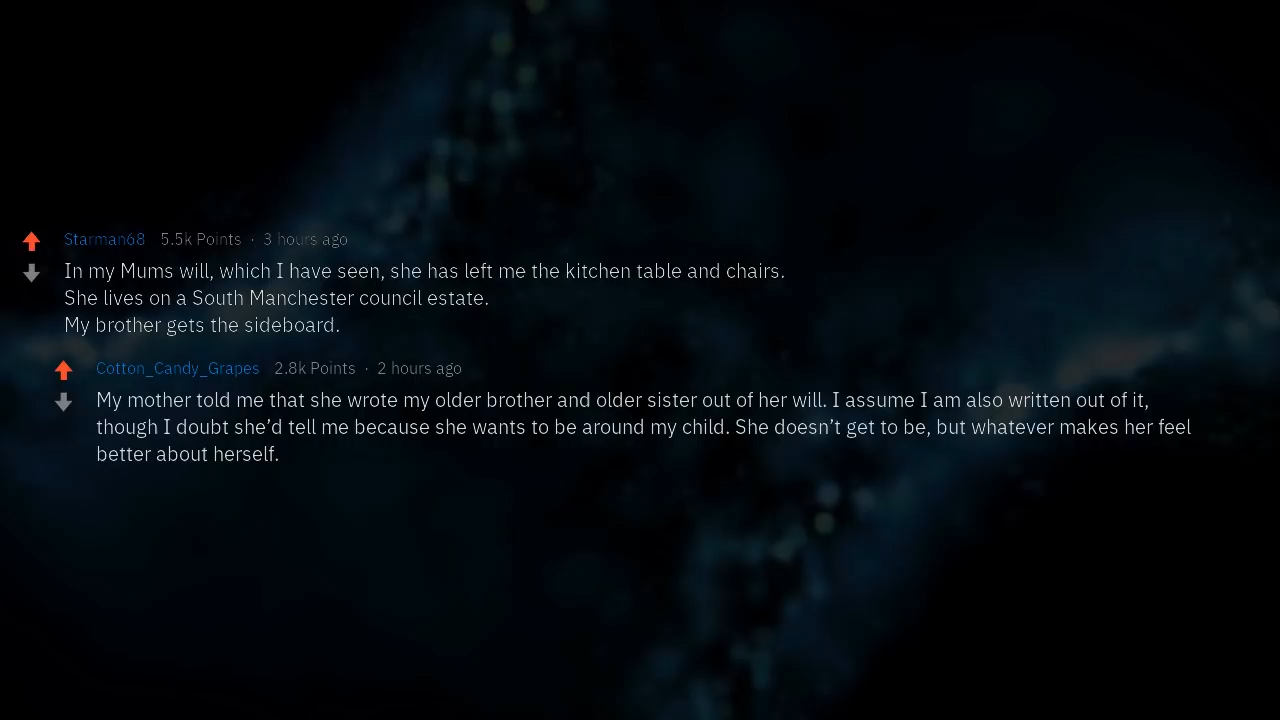 Starman68 5.5k Points · 3 hours ago
In my Mums will, which I have seen, she has left me the kitchen table and chairs.
She lives on a South Manchester council estate.
My brother gets the sideboard.
Cotton_Candy_Grapes 2.8k Points · 2 hours ago
My mother told me that she wrote my older brother and older sister out of her will. I assume I am also written out of it,
though I doubt she’d tell me because she wants to be around my child. She doesn’t get to be, but whatever makes her feel
better about herself.